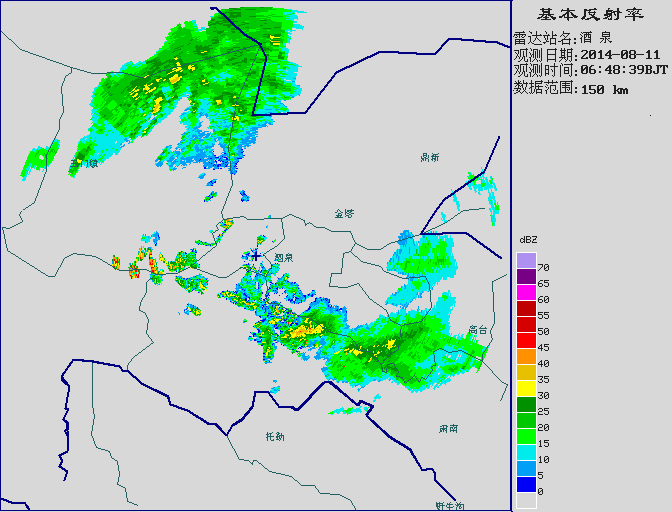 基本反射率
雷达站名:酒 泉
观测日期:2014-08-11
观测时间:06:48:39BJT
数据范围:150 km
玉门镇
鼎新
金塔
酒泉
高台
托勒
肃南
野牛沟
dBZ
70
65
60
55
50
45
40
35
30
25
20
15
10
5
0